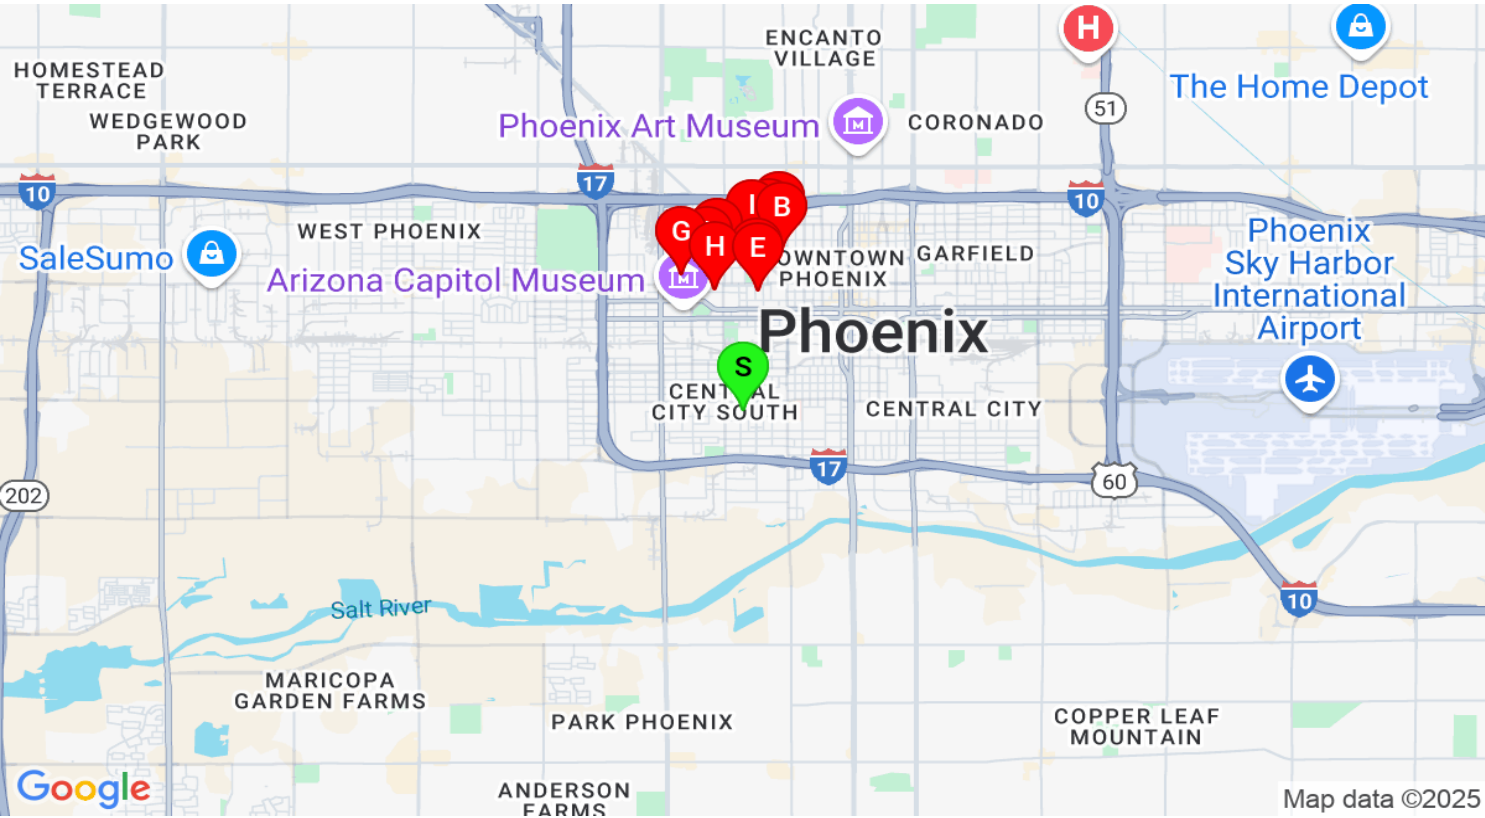 ENCANTO
VILLAGE
H
HOMESTEAD
TERRACE
The Home Depot
51
WEDGEWOOD
PARK
Phoenix Art Museum
CORONADO
10
17
10
I
B
G
H
E
WEST PHOENIX
SaleSumo
Arizona Capitol Museum
OWNTOWN
PHOENIX
GARFIELD
Phoenix
Sky Harbor
International
Airport
Phoenix
S
CENTRAL
CITY SOUTH
CENTRAL CITY
17
60
202
10
Salt River
MARICOPA
GARDEN FARMS
PARK PHOENIX
COPPER LEAF
MOUNTAIN
ANDERSON
FARMS
Google
Map data ©2025